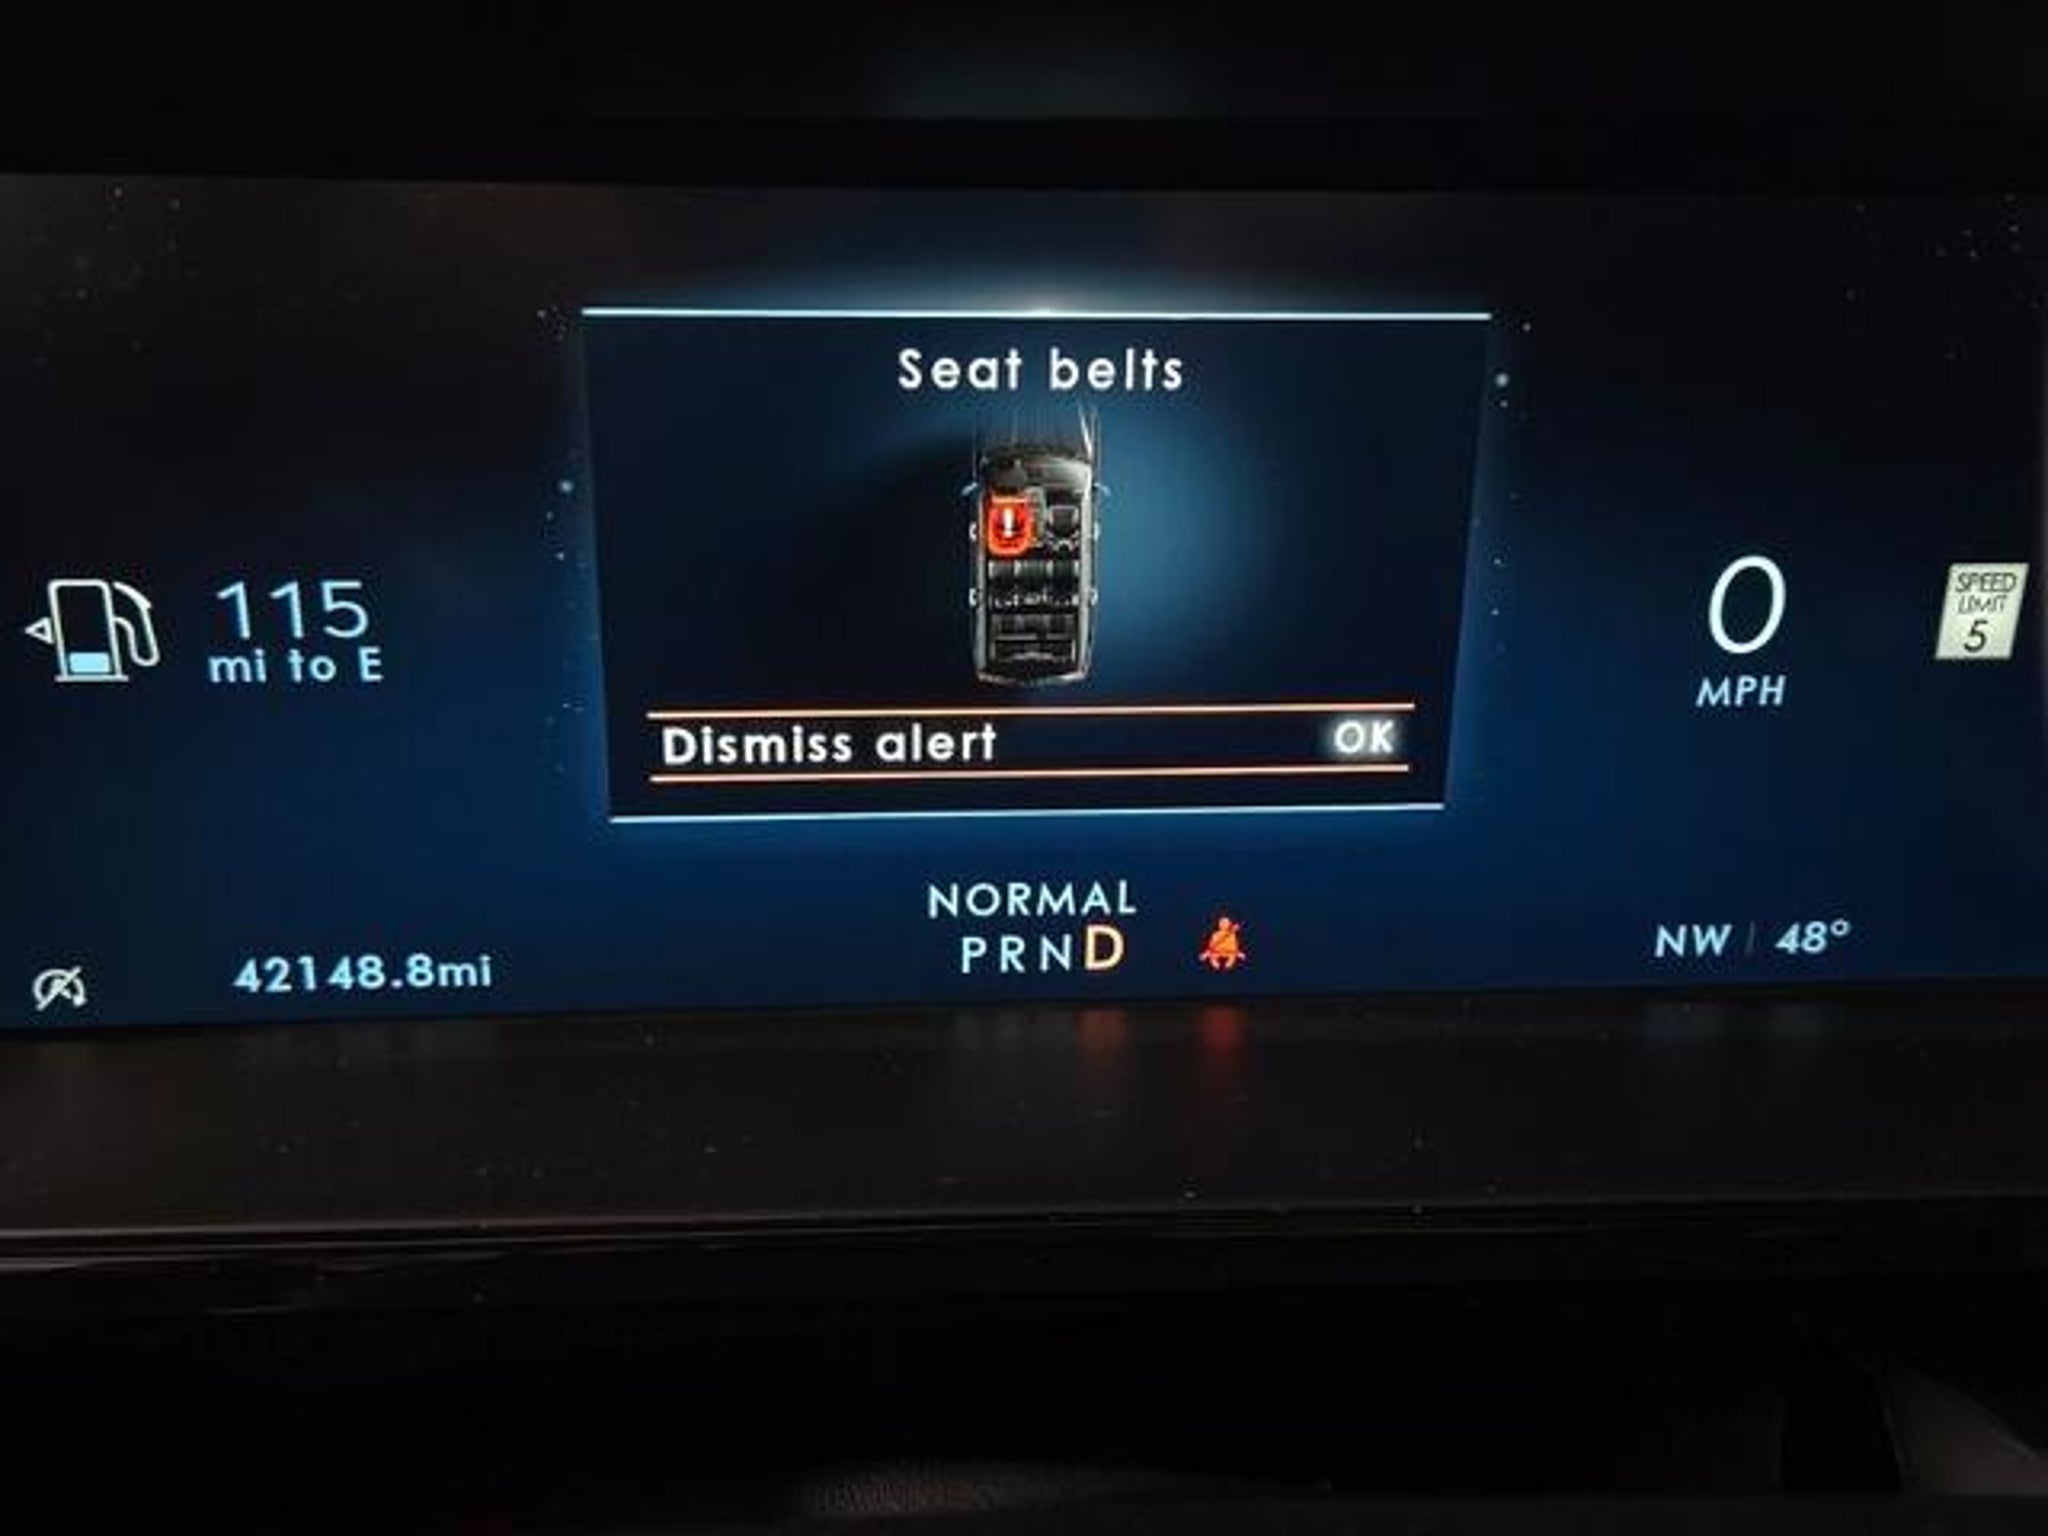 Seat belts
115
mi to E
0
MPH
SPEED
LIMIT
5
Dismiss alert OK
NORMAL
PRND
42148.8mi
NW 48°